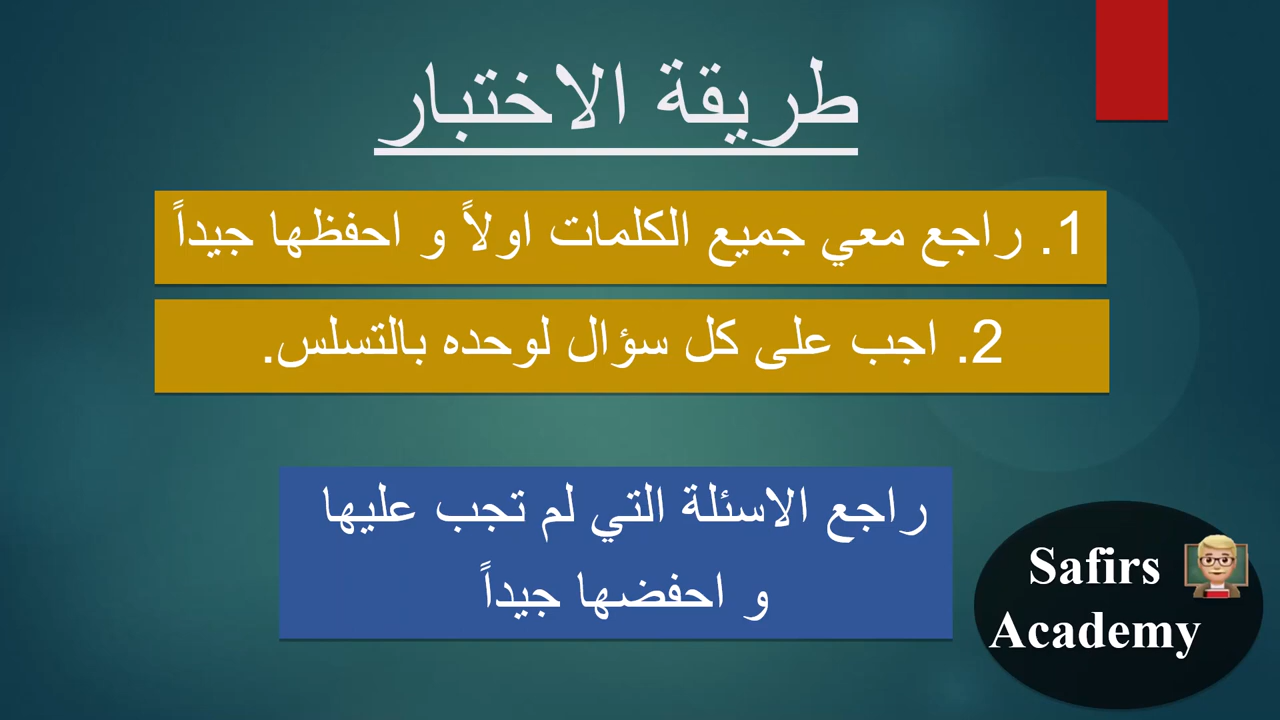 طريقة الاختبار
1. راجع معي جميع الكلمات اولاً و احفظها جيداً
2. اجب على كل سؤال لوحده بالتسلس.
راجع الاسئلة التي لم تجب عليها
و احفضها جيداً
Safirs
Academy